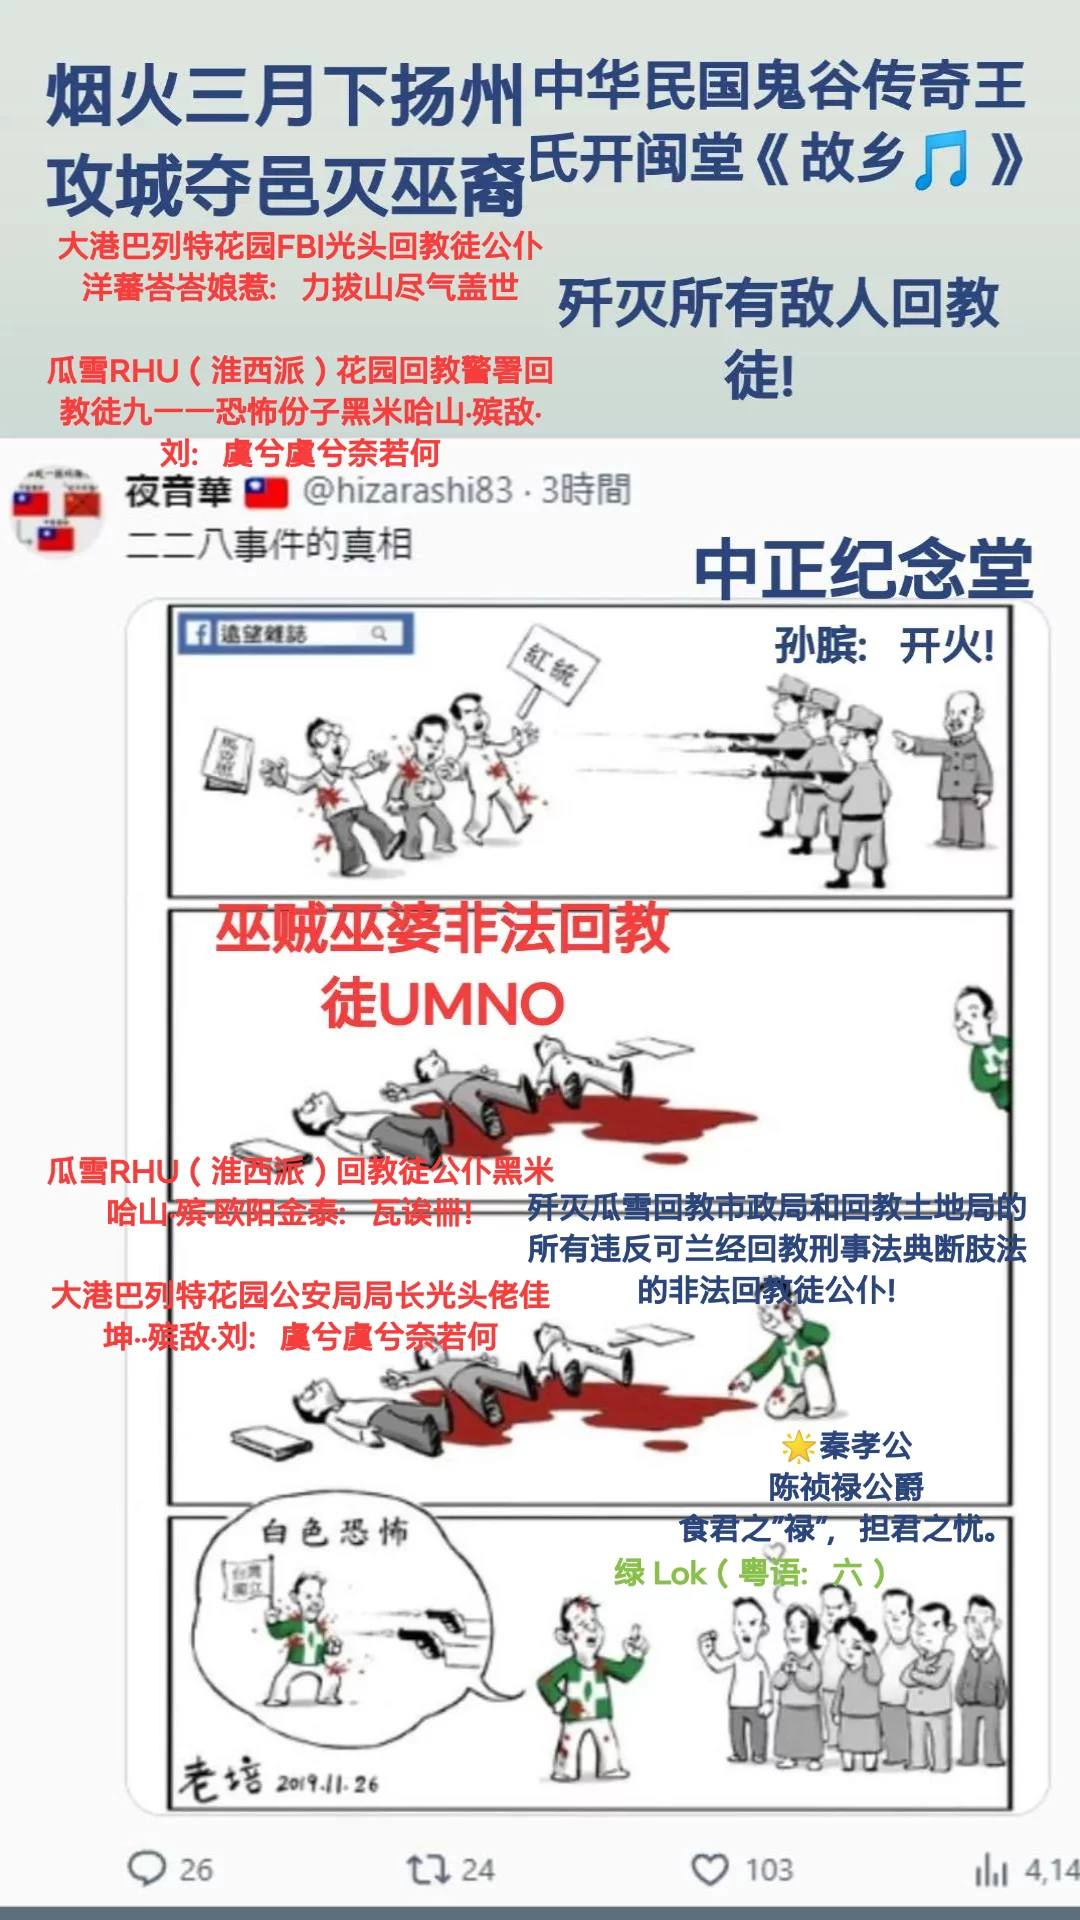 烟火三月下扬州
攻城夺邑灭巫裔
中华民国鬼谷传奇王
氏开闽堂《故乡🎵》
大港巴列特花园FBI光头回教徒公仆
洋蕃峇峇娘惹：力拔山尽气盖世
歼灭所有敌人回教
徒！
瓜雪RHU（淮西派）花园回教警署回
教徒九一一恐怖份子黑米哈山·殡敌·
刘：虞兮虞兮奈若何
夜音華 🇹🇼 @hizarashi83 · 3時間
二二八事件的真相
中正纪念堂
孙膑：开火！
遠望雜誌
紅統
馬克思
巫贼巫婆非法回教
徒UMNO
瓜雪RHU（淮西派）回教徒公仆黑米
哈山·殡·欧阳金泰：瓦诶冊！
歼灭瓜雪回教市政局和回教土地局的
所有违反可兰经回教刑事法典断肢法
的非法回教徒公仆！
大港巴列特花园公安局局长光头佬佳
坤··殡敌·刘：虞兮虞兮奈若何
🌟秦孝公
陈祯禄公爵
食君之”禄”，担君之忧。
绿 Lok（粤语：六）
白色恐怖
台灣
獨立
老培 2019.11.26
26
24
103
4,14